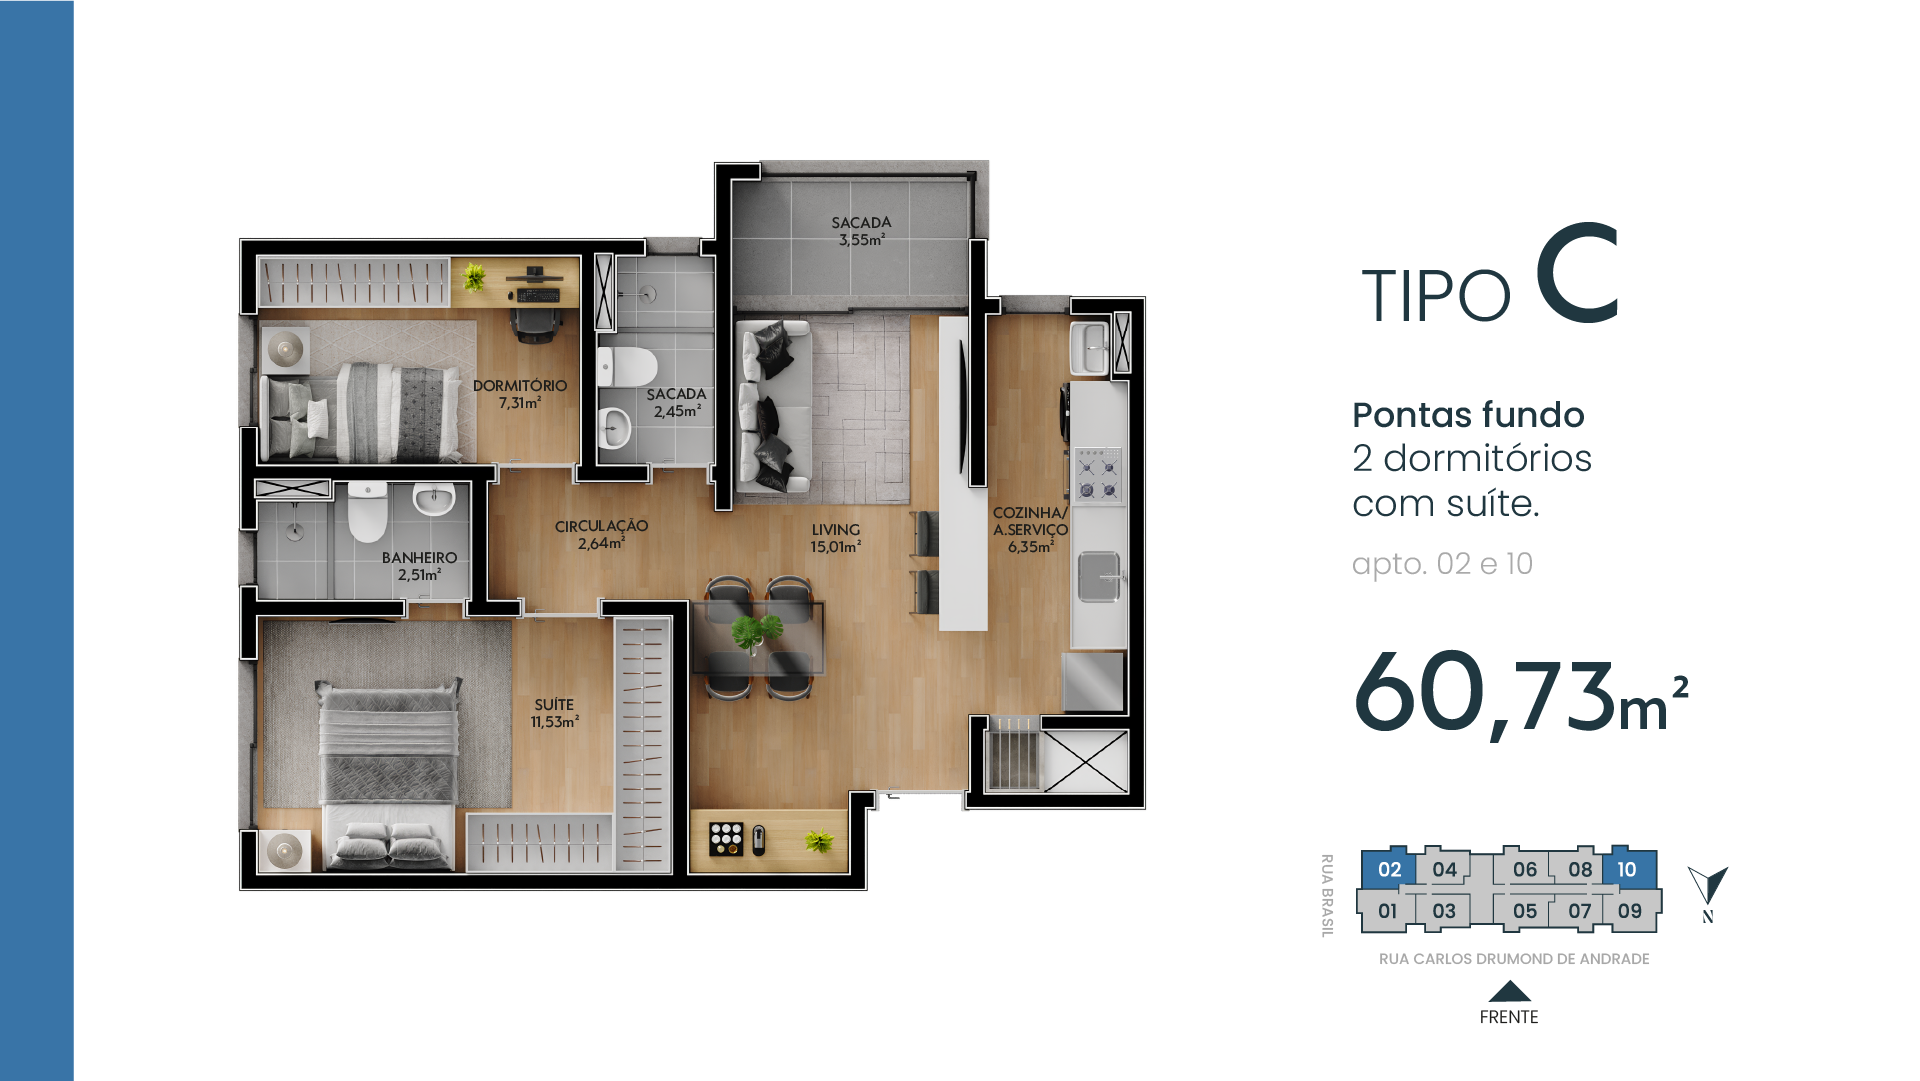 SACADA
3,55m²
DORMITÓRIO
7,31m²
SACADA
2,45m²
CIRCULAÇÃO
2,64m²
LIVING
15,01m²
COZINHA/
A.SERVIÇO
6,35m²
BANHEIRO
2,51m²
SUÍTE
11,53m²
TIPO C
Pontas fundo
2 dormitórios
com suíte.
apto. 02 e 10
60,73m²
RUA BRASIL
02 04 06 08 10
01 03 05 07 09
N
RUA CARLOS DRUMOND DE ANDRADE
FRENTE